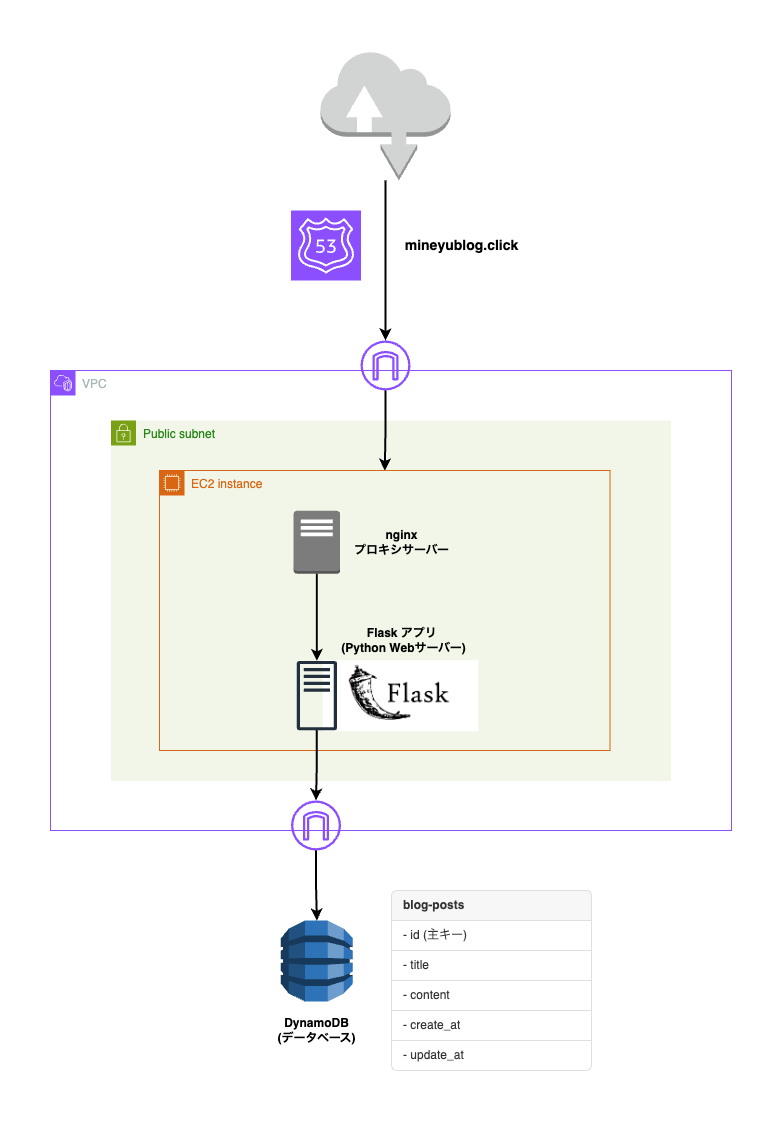 53
mineyublog.click
VPC
Public subnet
EC2 instance
nginx
プロキシサーバー
Flask アプリ
(Python Webサーバー)
Flask
blog-posts
- id (主キー)
- title
- content
- create_at
- update_at
DynamoDB
(データベース)